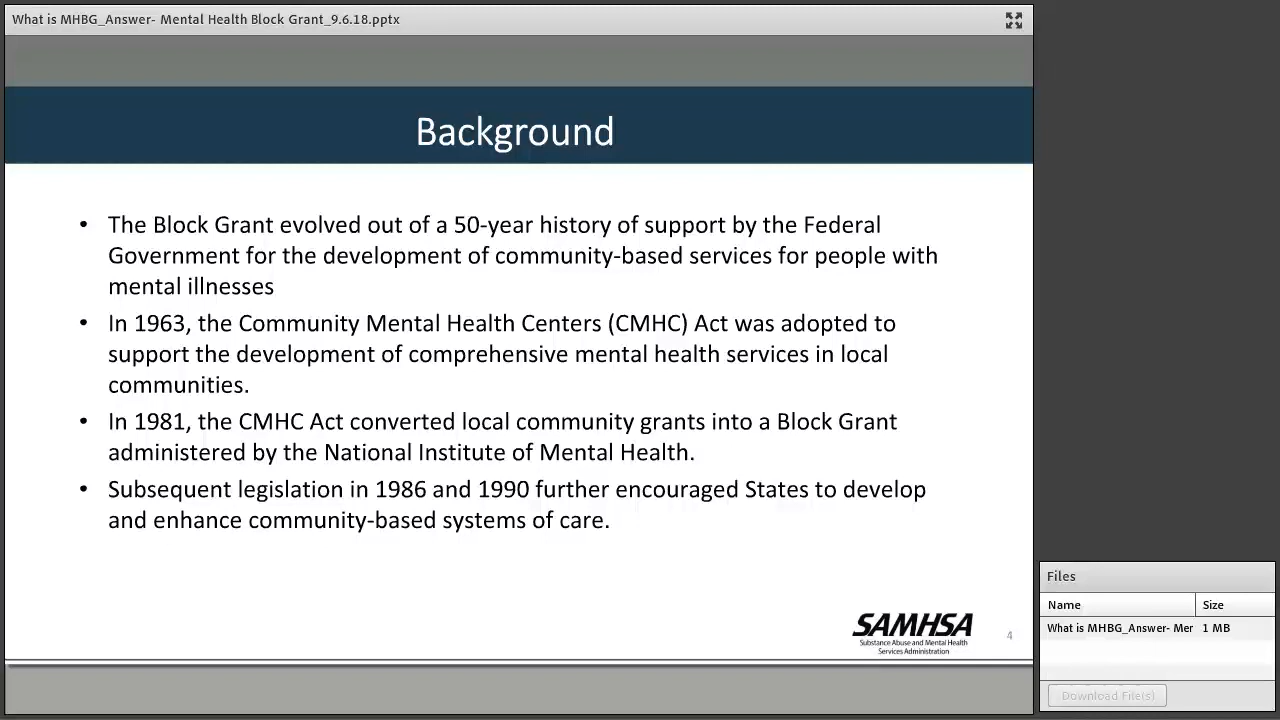 What is MHBG_Answer- Mental Health Block Grant_9.6.18.pptx
Background
• The Block Grant evolved out of a 50-year history of support by the Federal
Government for the development of community-based services for people with
mental illnesses
• In 1963, the Community Mental Health Centers (CMHC) Act was adopted to
support the development of comprehensive mental health services in local
communities.
• In 1981, the CMHC Act converted local community grants into a Block Grant
administered by the National Institute of Mental Health.
• Subsequent legislation in 1986 and 1990 further encouraged States to develop
and enhance community-based systems of care.
SAMHSA
Substance Abuse and Mental Health
Services Administration
4
Files
Name Size
What is MHBG_Answer- Mer 1 MB
Download File(s)